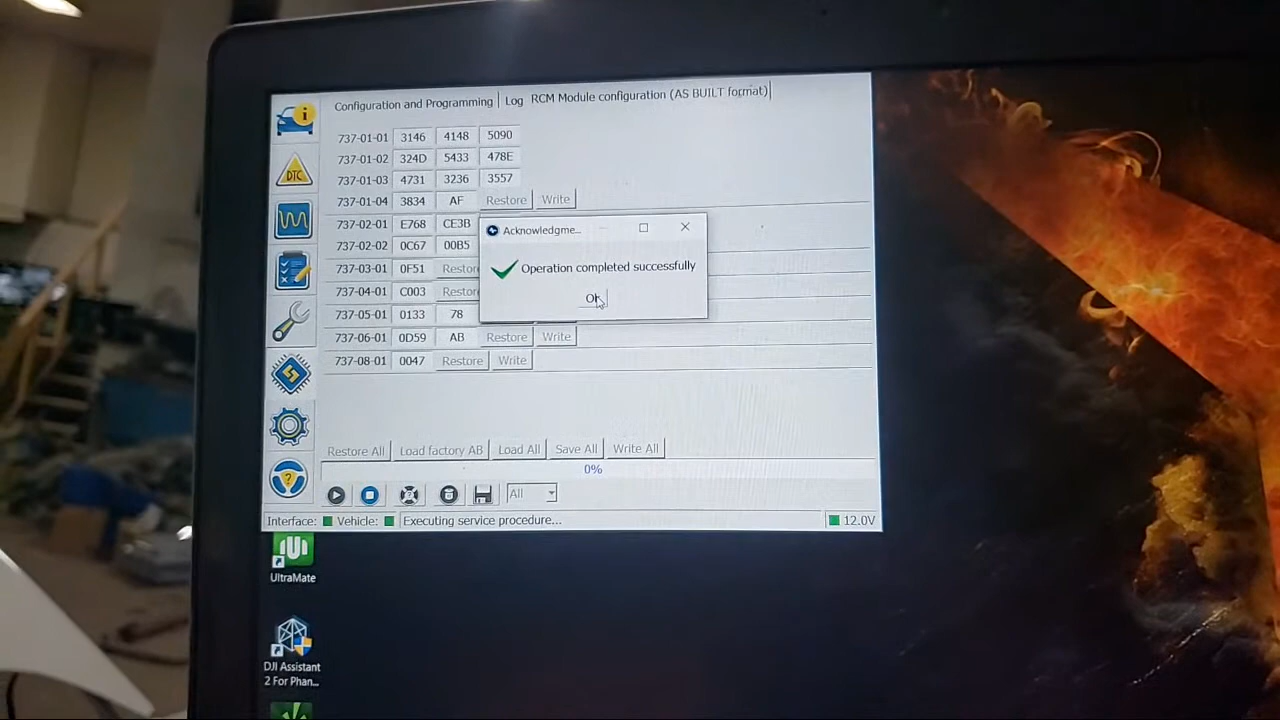 Configuration and Programming Log RCM Module configuration (AS BUILT format)
737-01-01 3146 4148 5090
737-01-02 324D 5433 478E
737-01-03 4731 3236 3557
737-01-04 3834 AF Restore Write
737-02-01 E768 CE3B
737-02-02 0C67 00B5
737-03-01 0F51 Restor
737-04-01 C003 Restor
737-05-01 0133 78
737-06-01 0D59 AB Restore Write
737-08-01 0047 Restore Write
Acknowledgme...
Operation completed successfully
Ok
Restore All Load factory AB Load All Save All Write All
0%
All
Interface: Vehicle: Executing service procedure... 12.0V
DTC
UltraMate
DJI Assistant
2 For Phan...